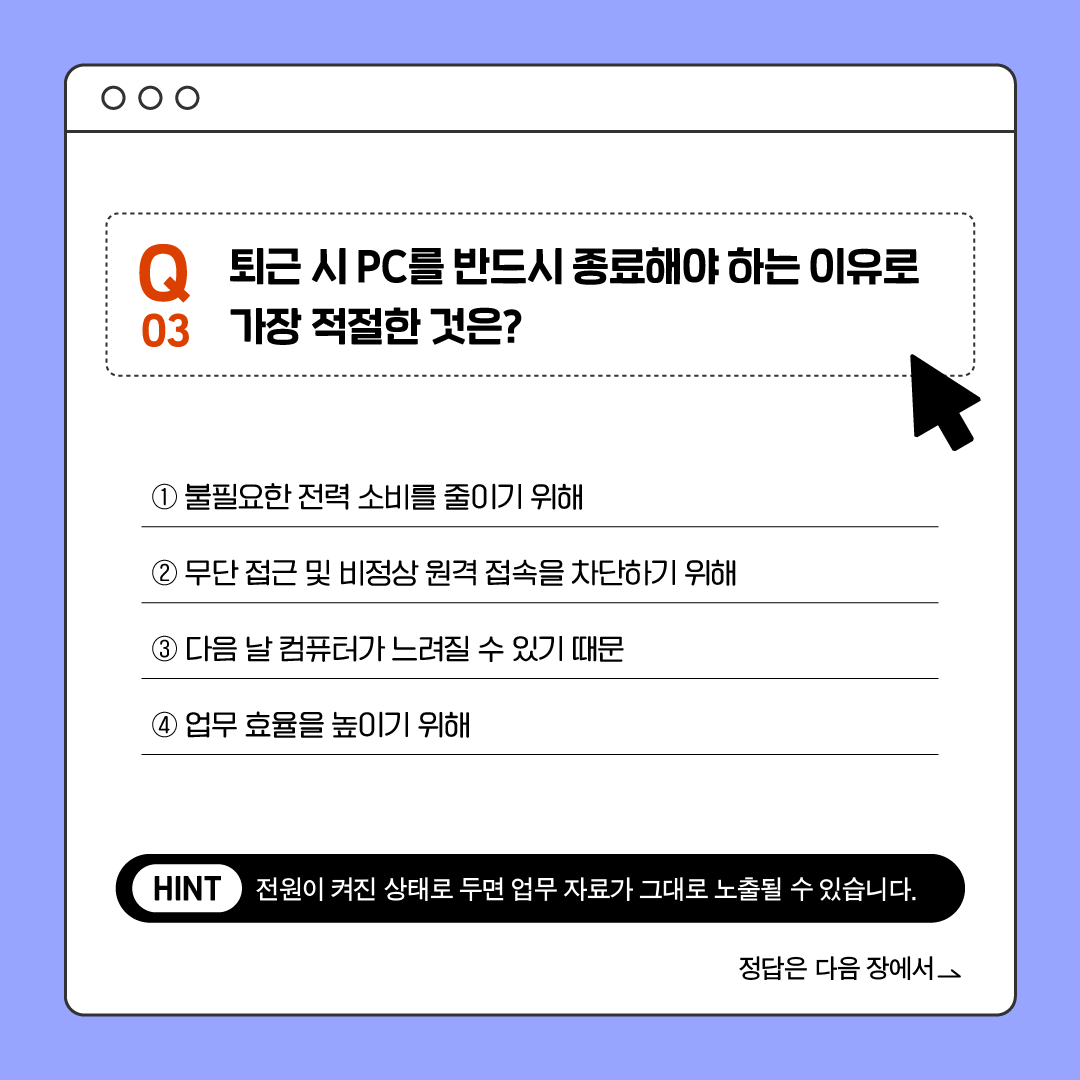 Q
03
퇴근 시 PC를 반드시 종료해야 하는 이유로
가장 적절한 것은?
① 불필요한 전력 소비를 줄이기 위해
② 무단 접근 및 비정상 원격 접속을 차단하기 위해
③ 다음 날 컴퓨터가 느려질 수 있기 때문
④ 업무 효율을 높이기 위해
HINT 전원이 켜진 상태로 두면 업무 자료가 그대로 노출될 수 있습니다.
정답은 다음 장에서